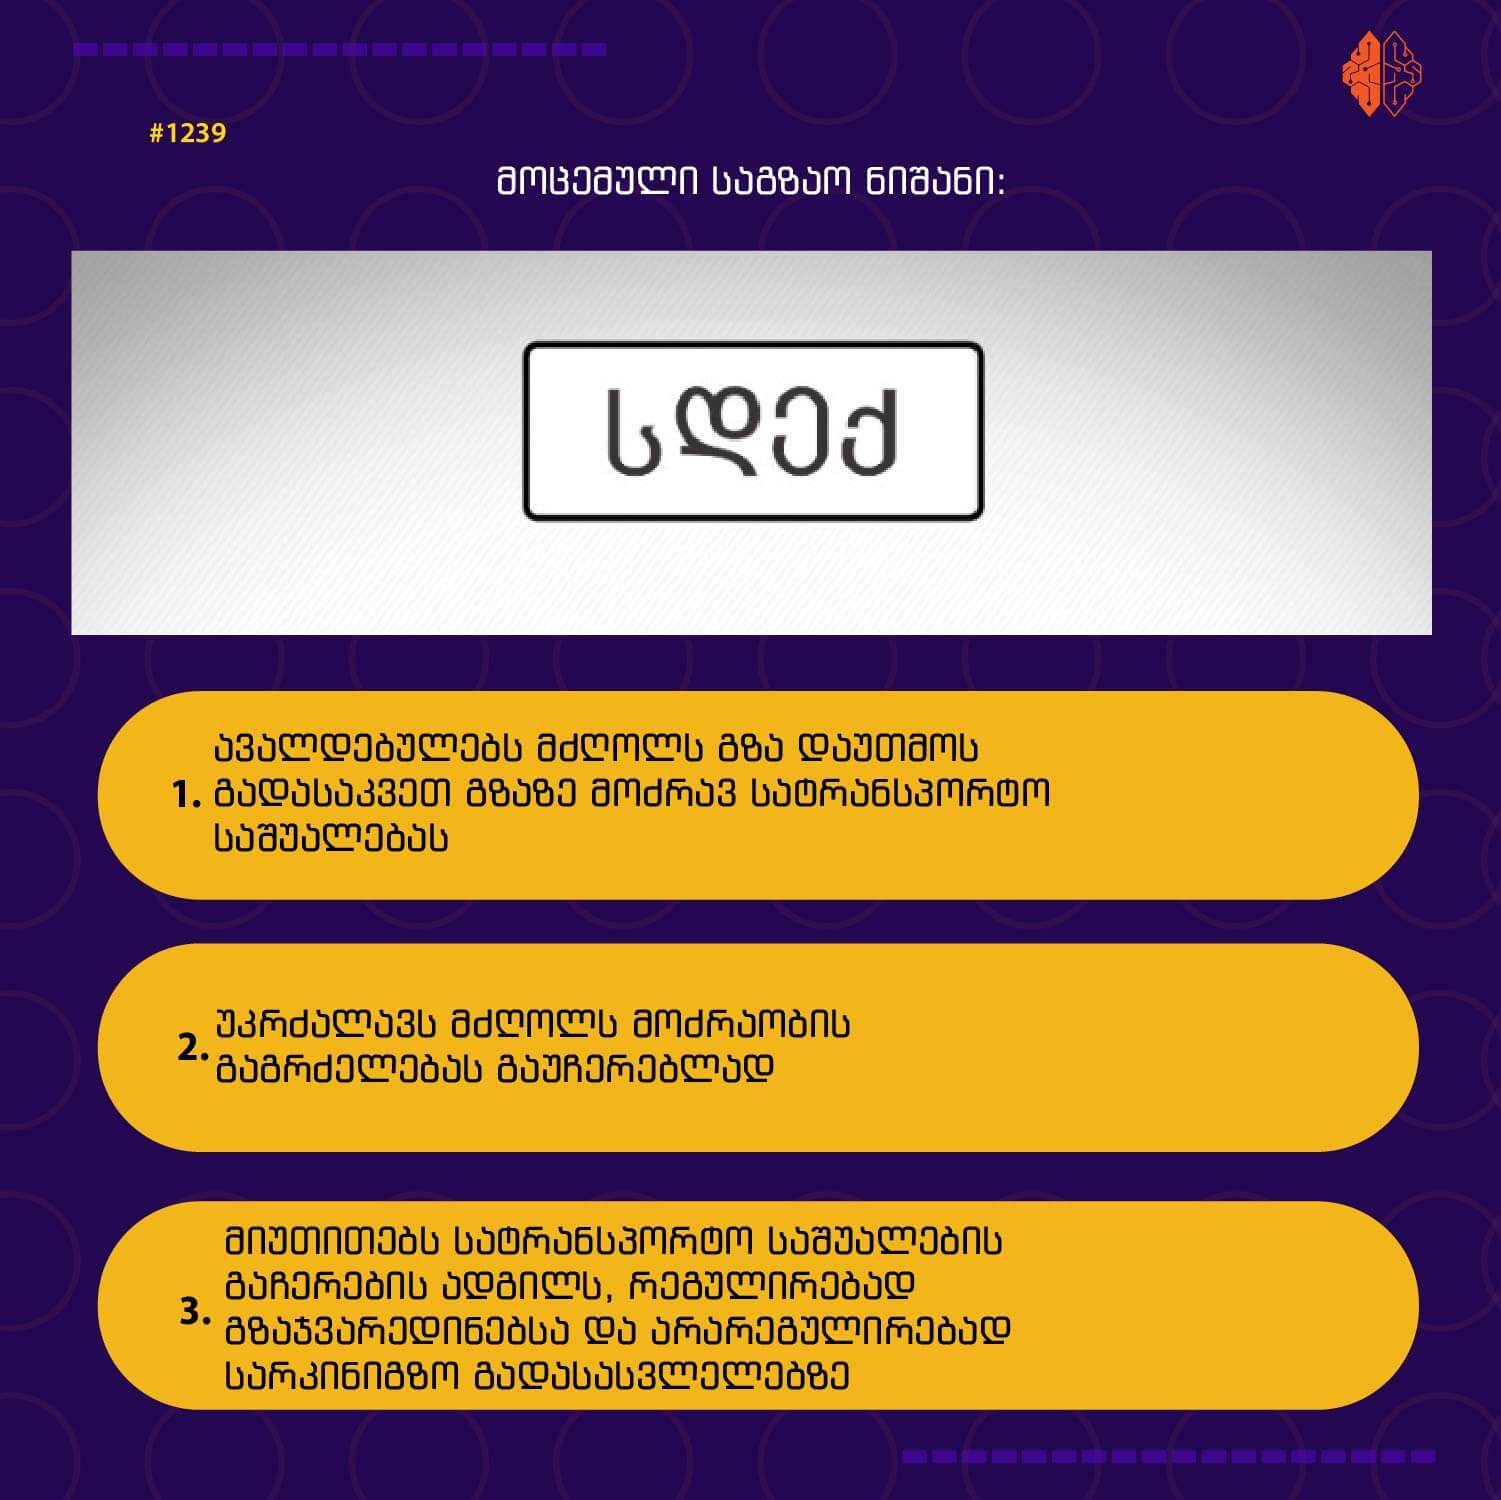 #1239
მოცემული საგზაო ნიშანი:
სდექ
ავალდებულებს მძღოლს გზა დაუთმოს
1. გადასაკვეთ გზაზე მოძრავ სატრანსპორტო
საშუალებას
უკრძალავს მძღოლს მოძრაობის
2. გაგრძელებას გაუჩერებლად
მიუთითებს სატრანსპორტო საშუალების
გაჩერების ადგილს, რეგულირებად
3. გზაჯვარედინებსა და არარეგულირებად
სარკინიგზო გადასასვლელებზე